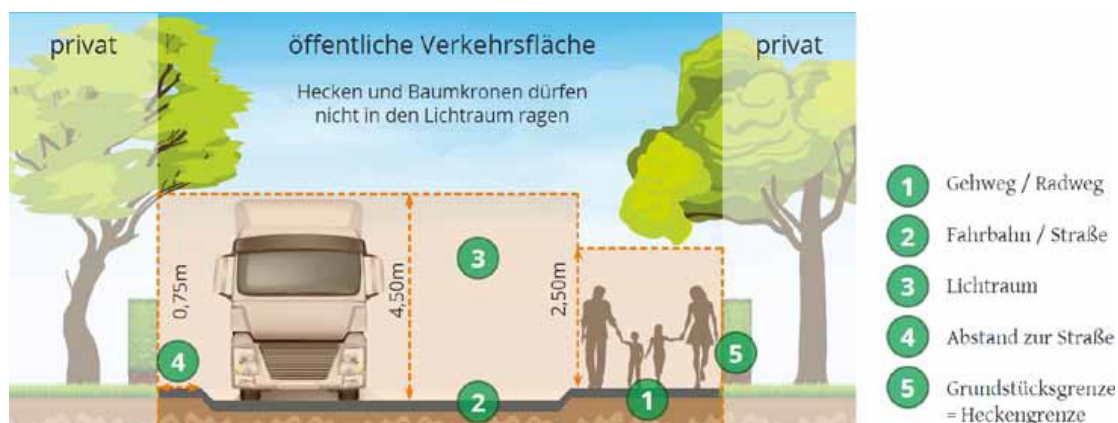 privat
öffentliche Verkehrsfläche
privat
Hecken und Baumkronen dürfen
nicht in den Lichtraum ragen
0,75m
4,50m
2,50m
3
4
5
2
1
1 Gehweg / Radweg
2 Fahrbahn / Straße
3 Lichtraum
4 Abstand zur Straße
5 Grundstücksgrenze
= Heckengrenze